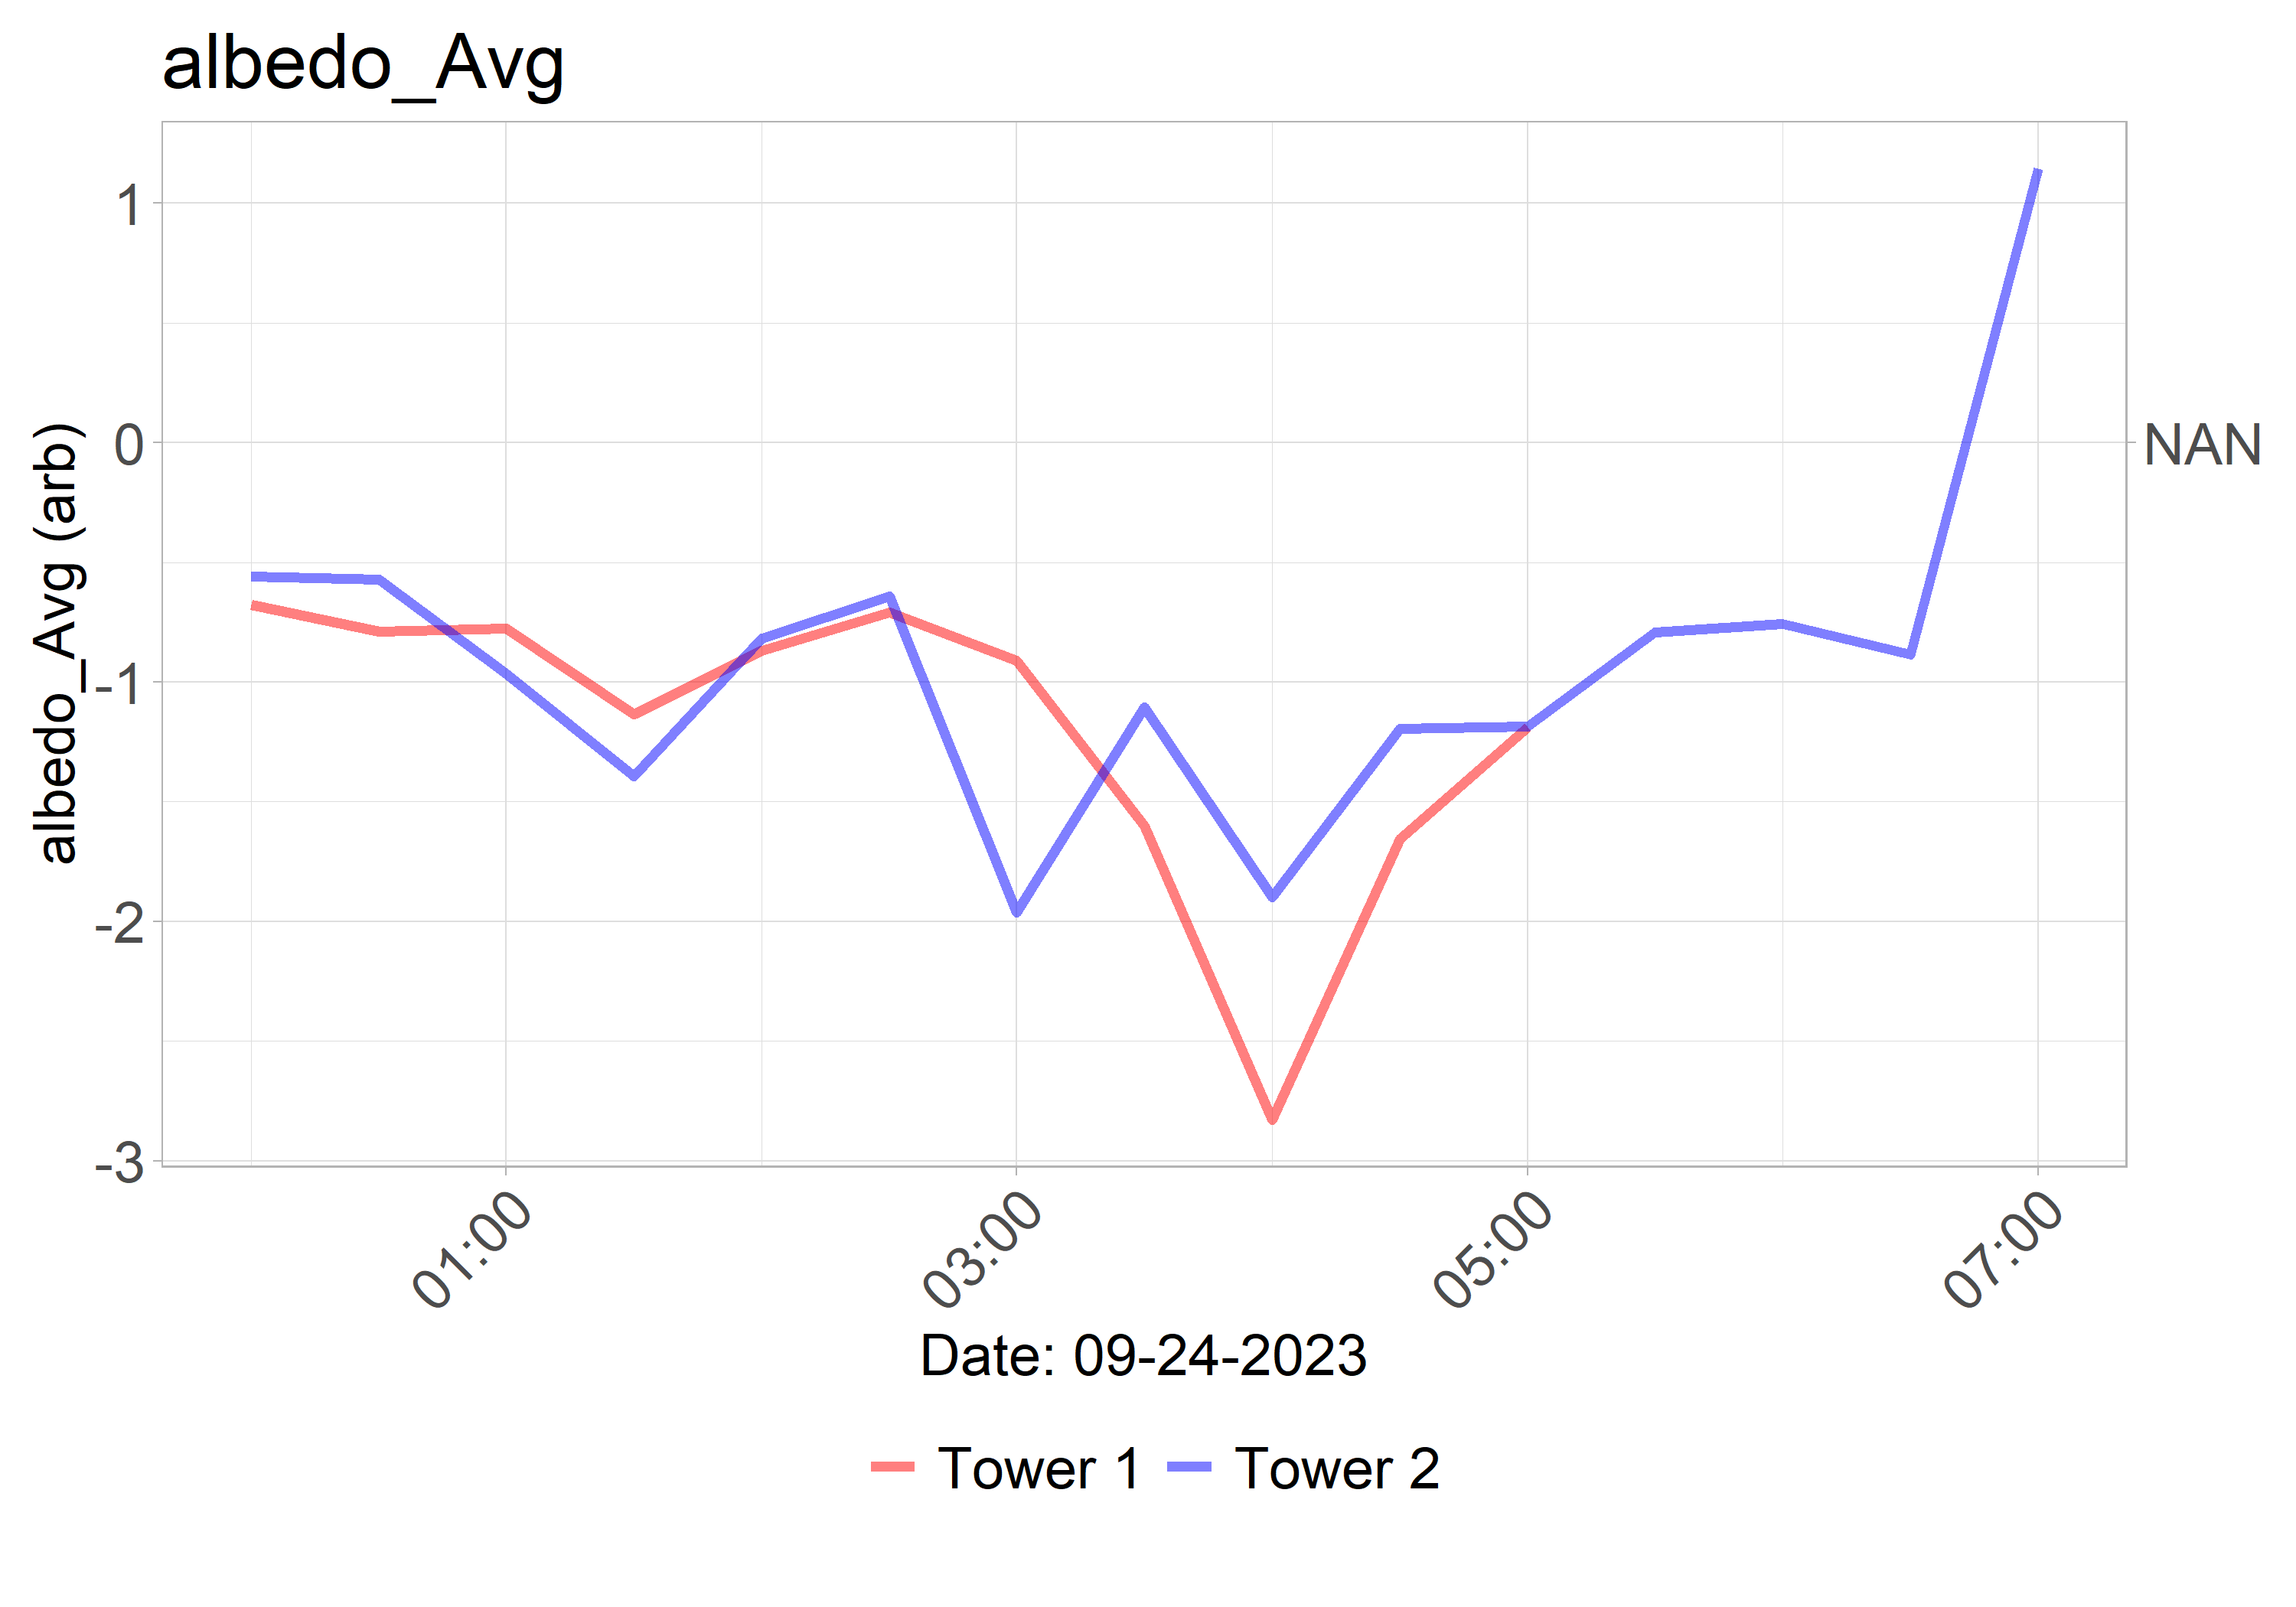 albedo_Avg
albedo_Avg (arb)
1
0
-1
-2
-3
NAN
01:00
03:00
05:00
07:00
Date: 09-24-2023
Tower 1
Tower 2